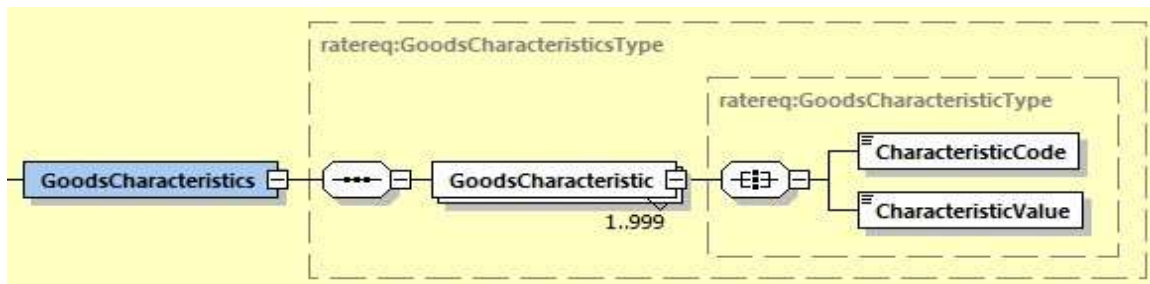 ratereq:GoodsCharacteristicsType
ratereq:GoodsCharacteristicType
CharacteristicCode
GoodsCharacteristics
GoodsCharacteristic
CharacteristicValue
1..999